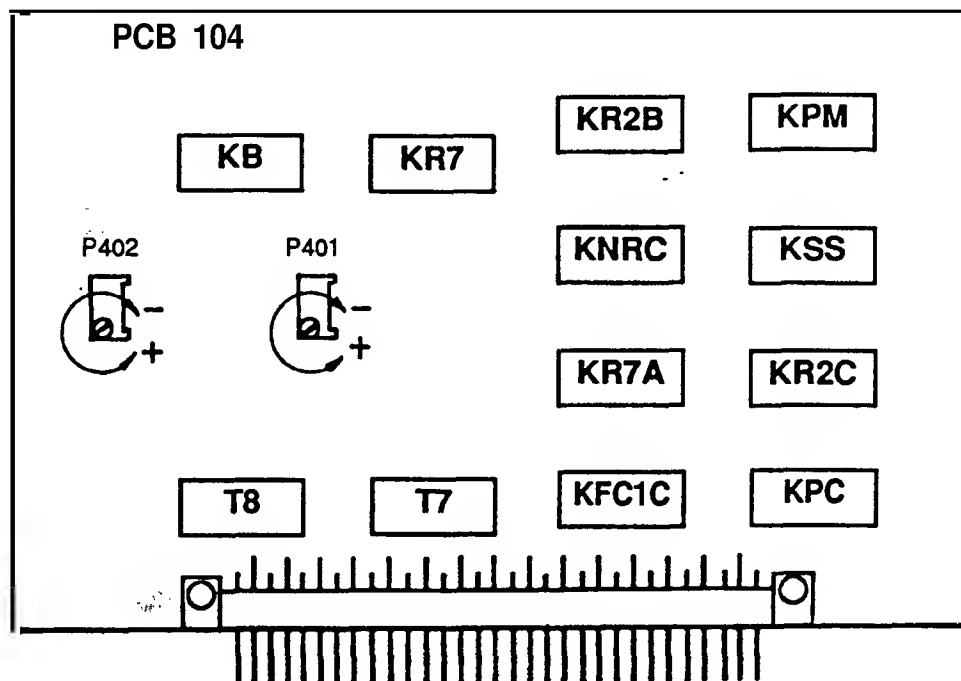 PCB 104
KR2B KPM
KB KR7
P402 P401 KNRC KSS
-
+
-
+
KR7A KR2C
T8 T7 KFC1C KPC